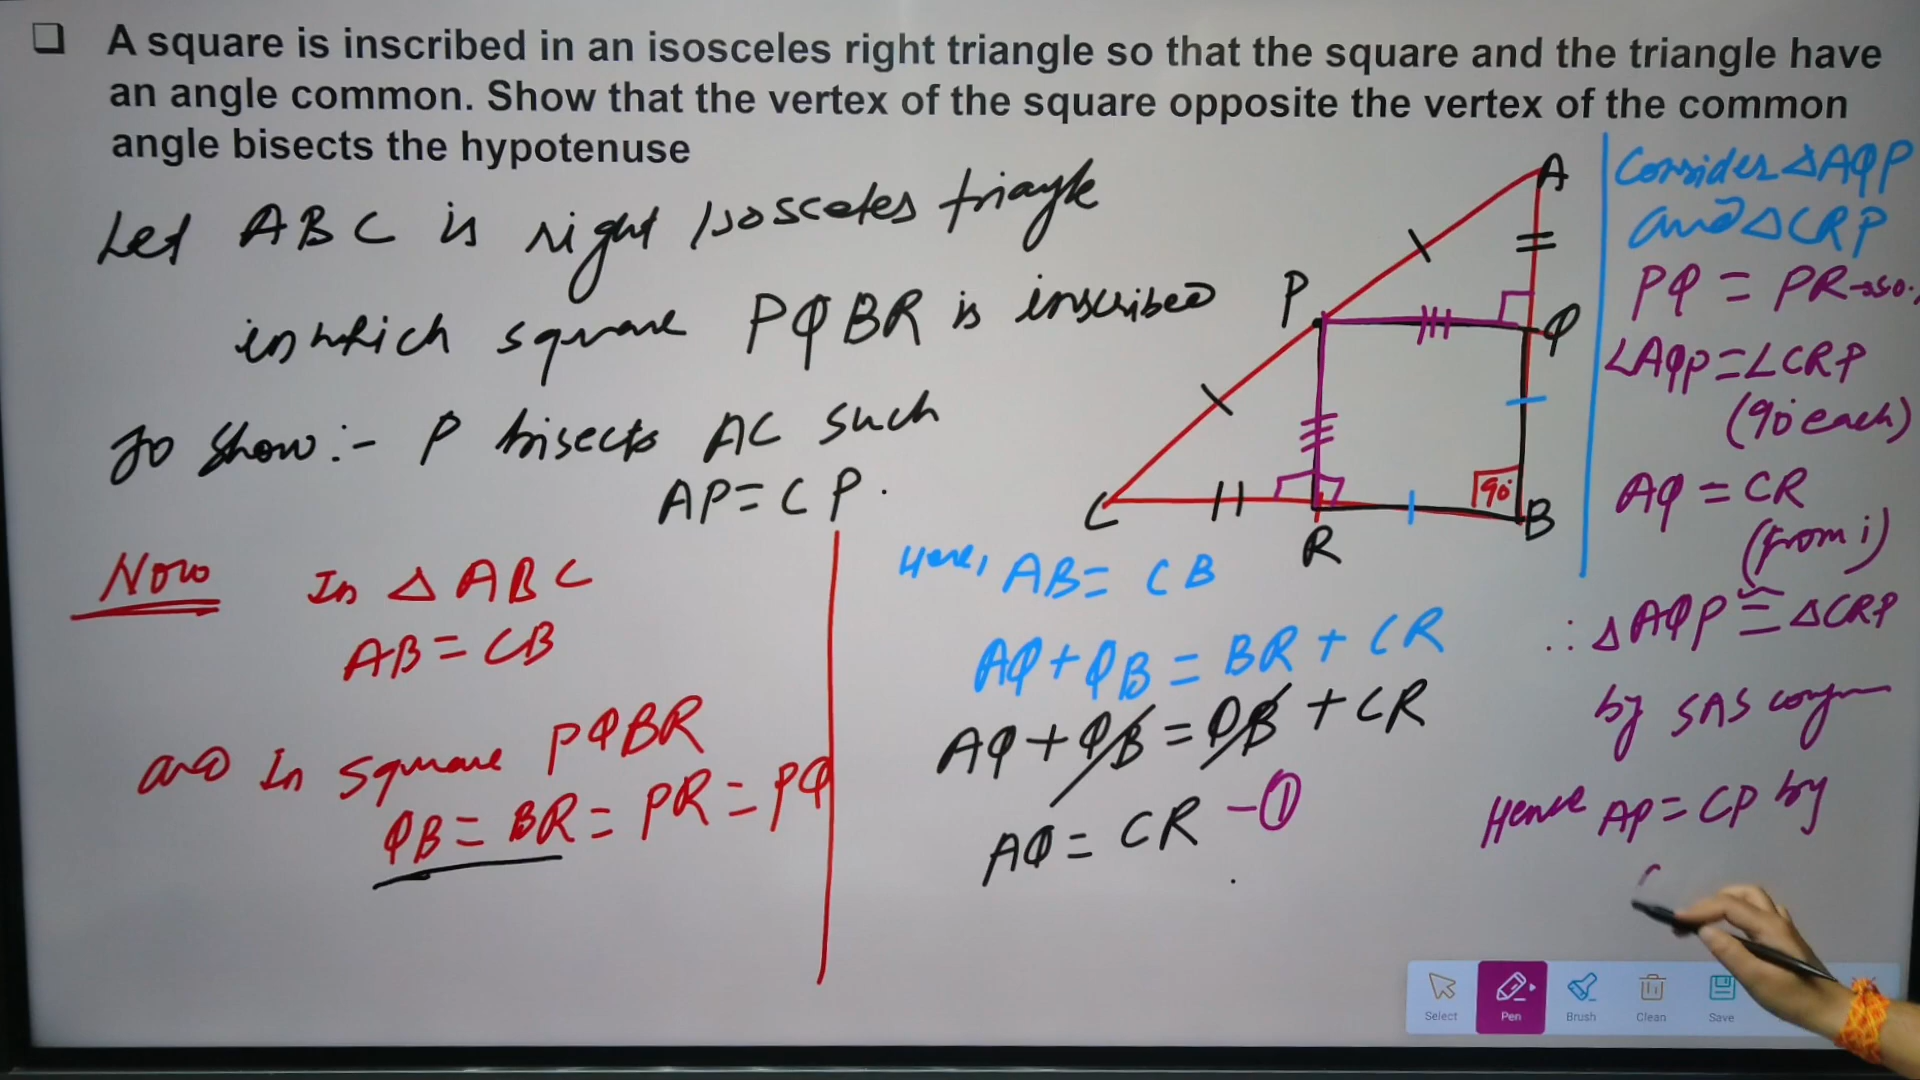 A square is inscribed in an isosceles right triangle so that the square and the triangle have
an angle common. Show that the vertex of the square opposite the vertex of the common
angle bisects the hypotenuse
Let ABC is right Isosceles triangle
in which square PQBR is inscribed
To Show:- P bisects AC such
AP = CP.
Now In △ABC
AB = CB
and In square PQBR
QB = BR = PR = PQ
A
P
Q
C
R
B
90°
Here, AB = CB
AQ + QB = BR + CR
AQ + QB = QB + CR
AQ = CR - ①
Consider △AQP
and △CRP
PQ = PR →
∠AQP = ∠CRP
(90 each)
AQ = CR
(from i)
∴ △AQP ≅ △CRP
by SAS
Hence AP = CP by
Select
Pen
Brush
Clean
Save